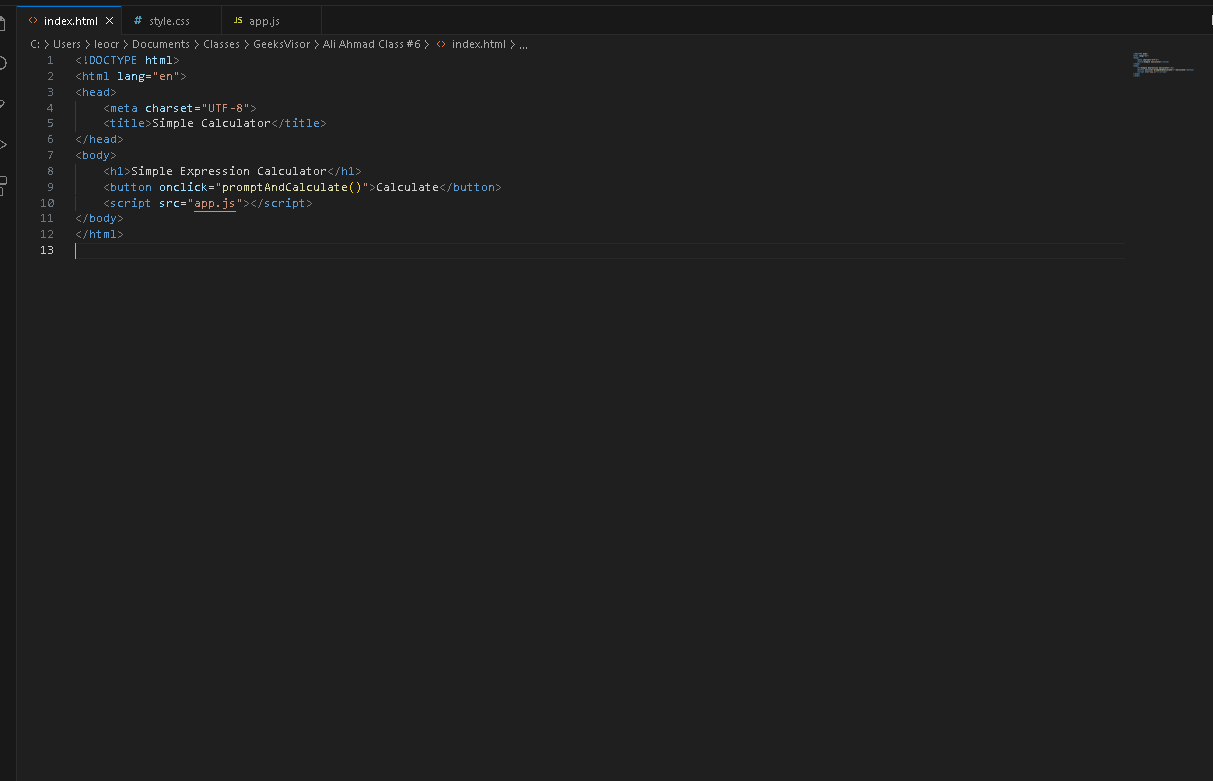 index.html
style.css
JS app.js
C: > Users > leocr > Documents > Classes > GeeksVisor > Ali Ahmad Class #6 > <> index.html > ...
1 <!DOCTYPE html>
2 <html lang="en">
3 <head>
4 <meta charset="UTF-8">
5 <title>Simple Calculator</title>
6 </head>
7 <body>
8 <h1>Simple Expression Calculator</h1>
9 <button onclick="promptAndCalculate()">Calculate</button>
10 <script src="app.js"></script>
11 </body>
12 </html>
13